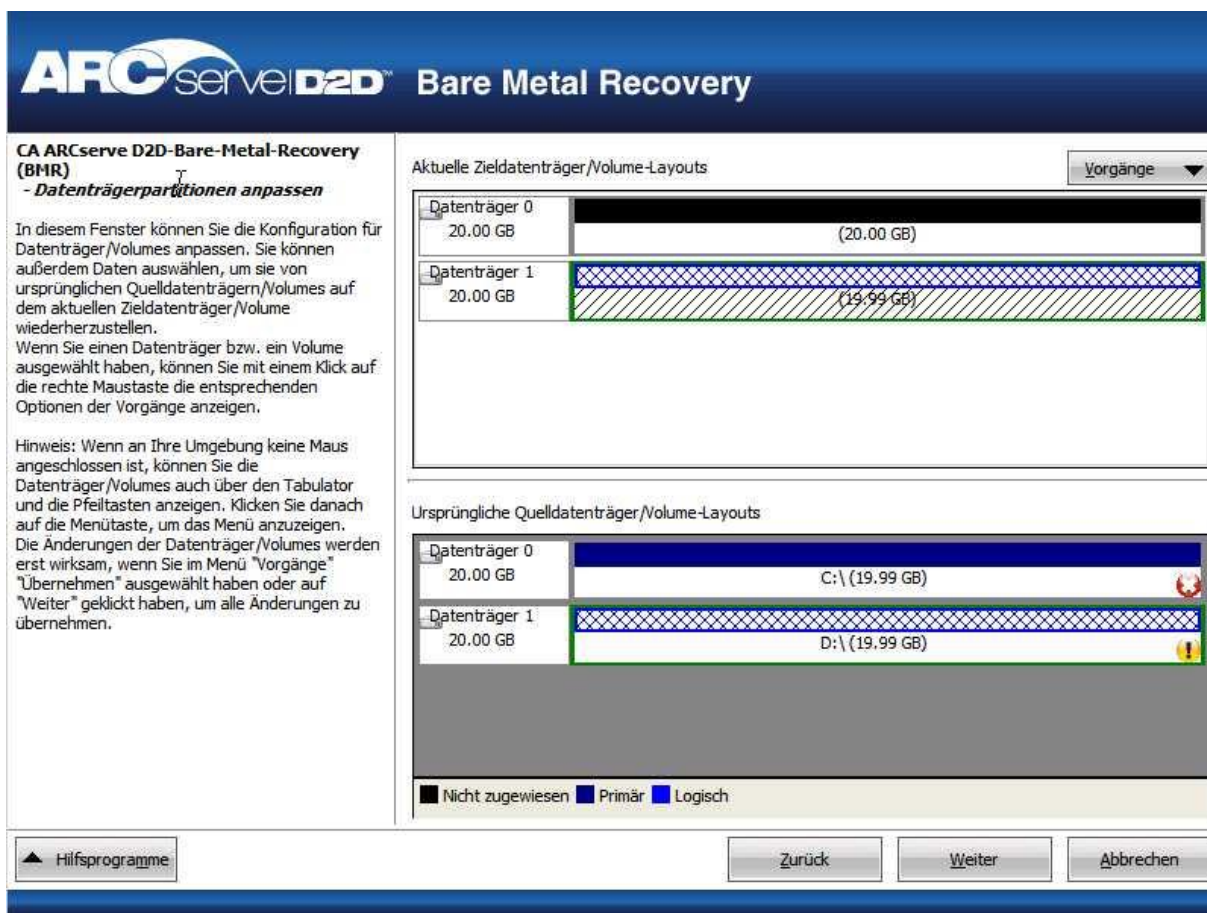 ARCserve D2D™ Bare Metal Recovery
CA ARCserve D2D-Bare-Metal-Recovery
(BMR)
- Datenträgerpartitionen anpassen
In diesem Fenster können Sie die Konfiguration für
Datenträger/Volumes anpassen. Sie können
außerdem Daten auswählen, um sie von
ursprünglichen Quelldatenträgern/Volumes auf
dem aktuellen Zieldatenträger/Volume
wiederherzustellen.
Wenn Sie einen Datenträger bzw. ein Volume
ausgewählt haben, können Sie mit einem Klick auf
die rechte Maustaste die entsprechenden
Optionen der Vorgänge anzeigen.
Hinweis: Wenn an Ihre Umgebung keine Maus
angeschlossen ist, können Sie die
Datenträger/Volumes auch über den Tabulator
und die Pfeiltasten anzeigen. Klicken Sie danach
auf die Menütaste, um das Menü anzuzeigen.
Die Änderungen der Datenträger/Volumes werden
erst wirksam, wenn Sie im Menü "Vorgänge"
"Übernehmen" ausgewählt haben oder auf
"Weiter" geklickt haben, um alle Änderungen zu
übernehmen.
Aktuelle Zieldatenträger/Volume-Layouts
Vorgänge
Datenträger 0
20.00 GB
(20.00 GB)
Datenträger 1
20.00 GB
(19.99 GB)
Ursprüngliche Quelldatenträger/Volume-Layouts
Datenträger 0
20.00 GB
C:\ (19.99 GB)
Datenträger 1
20.00 GB
D:\ (19.99 GB)
Nicht zugewiesen Primär Logisch
Hilfsprogramme
Zurück
Weiter
Abbrechen